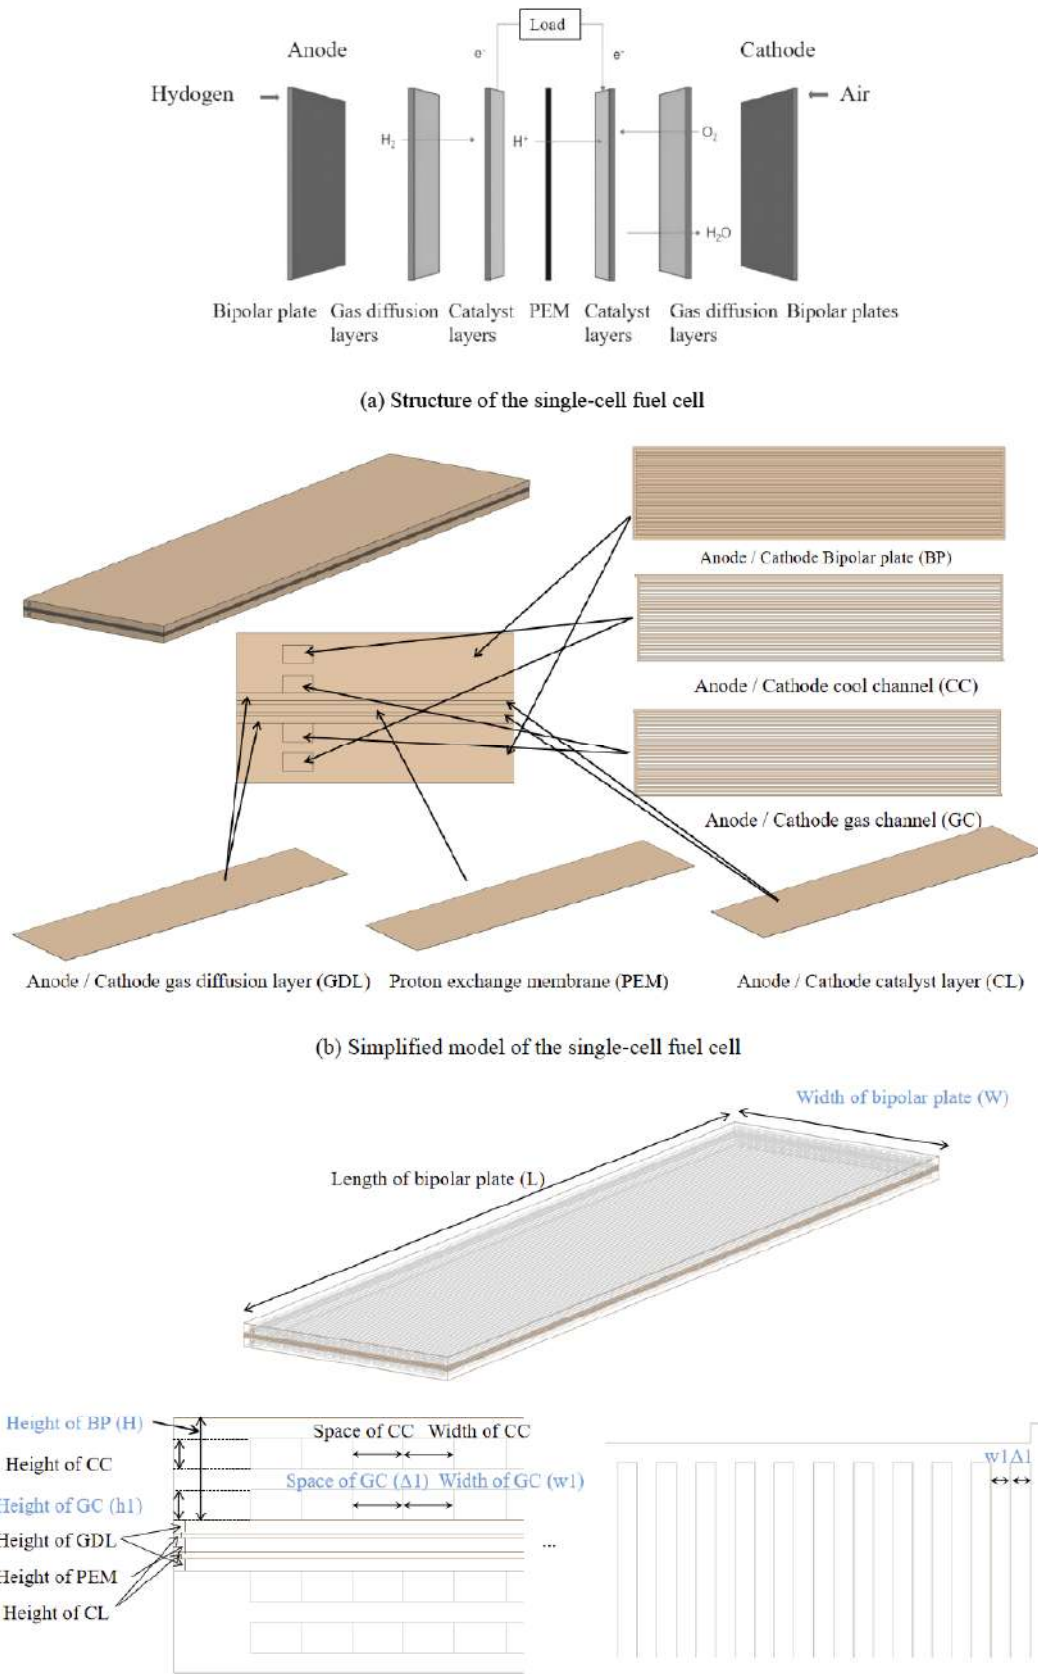 Load
Anode
e-
e-
Cathode
Hydogen
Air
H2
H+
O2
H2O
Bipolar plate
Gas diffusion
layers
Catalyst
layers
PEM
Catalyst
layers
Gas diffusion
layers
Bipolar plates
(a) Structure of the single-cell fuel cell
Anode / Cathode Bipolar plate (BP)
Anode / Cathode cool channel (CC)
Anode / Cathode gas channel (GC)
Anode / Cathode gas diffusion layer (GDL)
Proton exchange membrane (PEM)
Anode / Cathode catalyst layer (CL)
(b) Simplified model of the single-cell fuel cell
Width of bipolar plate (W)
Length of bipolar plate (L)
Height of BP (H)
Space of CC
Width of CC
Height of CC
Space of GC (Δ1)
Width of GC (w1)
w1Δ1
Height of GC (h1)
Height of GDL
...
Height of PEM
Height of CL